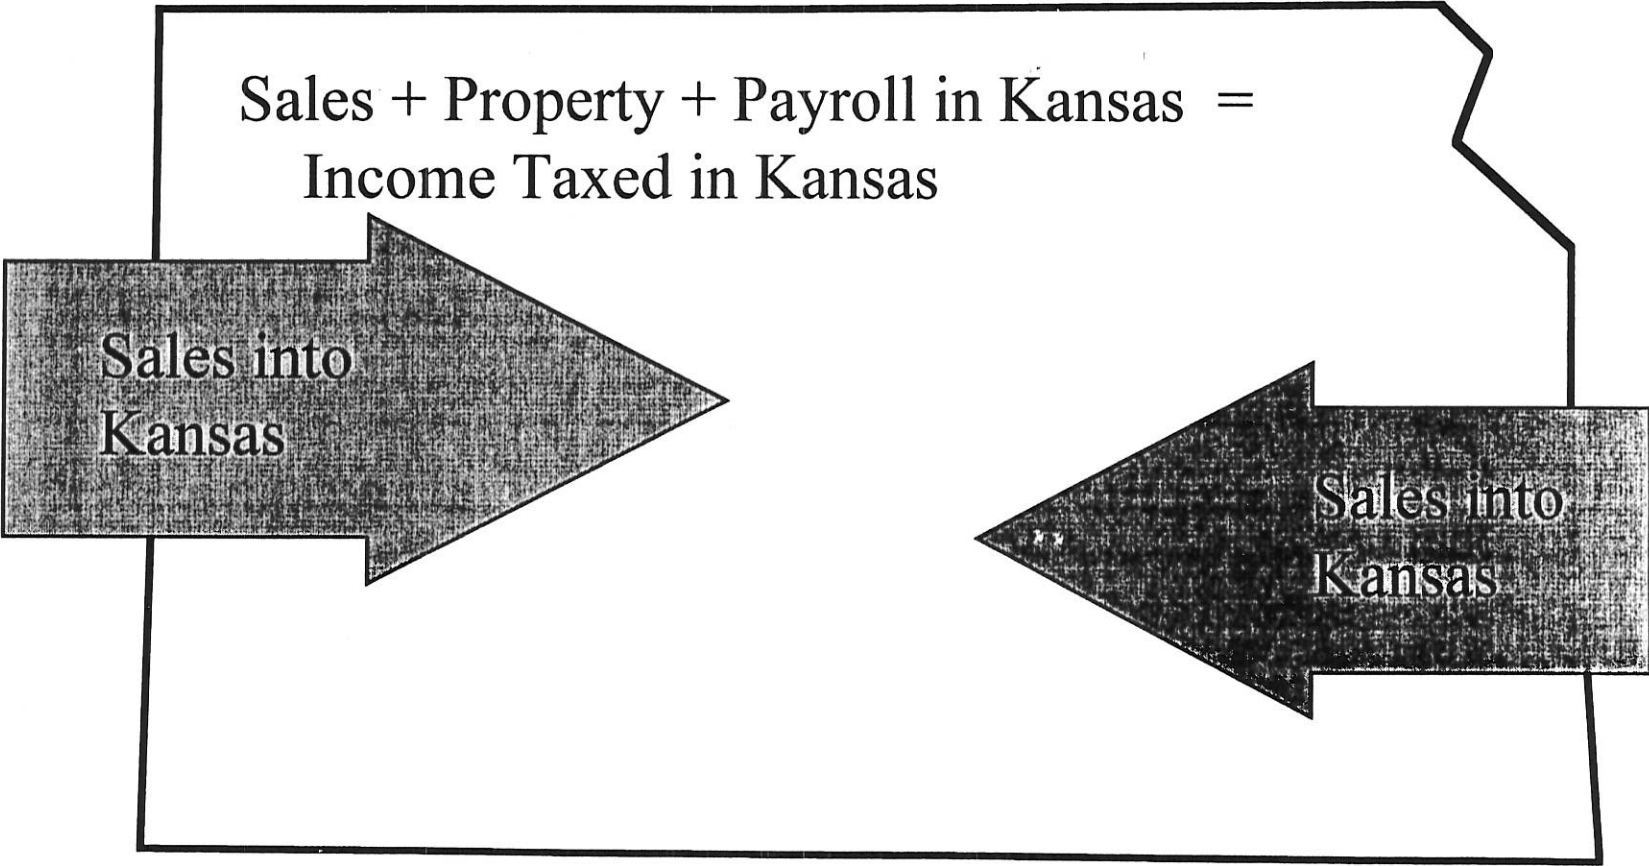 Sales + Property + Payroll in Kansas =
Income Taxed in Kansas
Sales into
Kansas
Sales into
Kansas